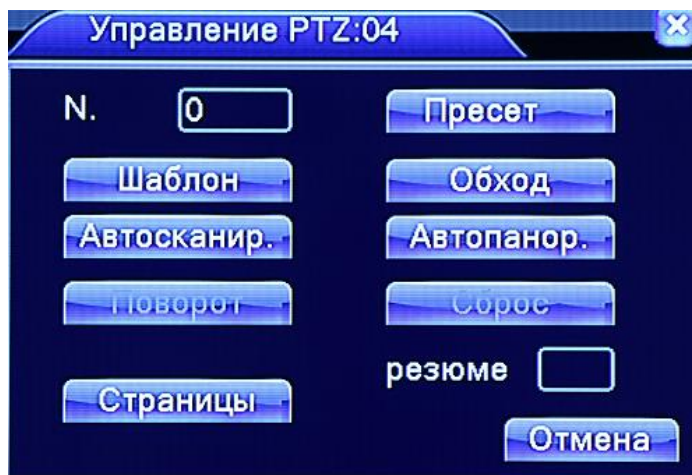 Управление PTZ:04
N. 0 Пресет
Шаблон Обход
Автосканир. Автопанор.
Поворот Сброс
резюме
Страницы
Отмена